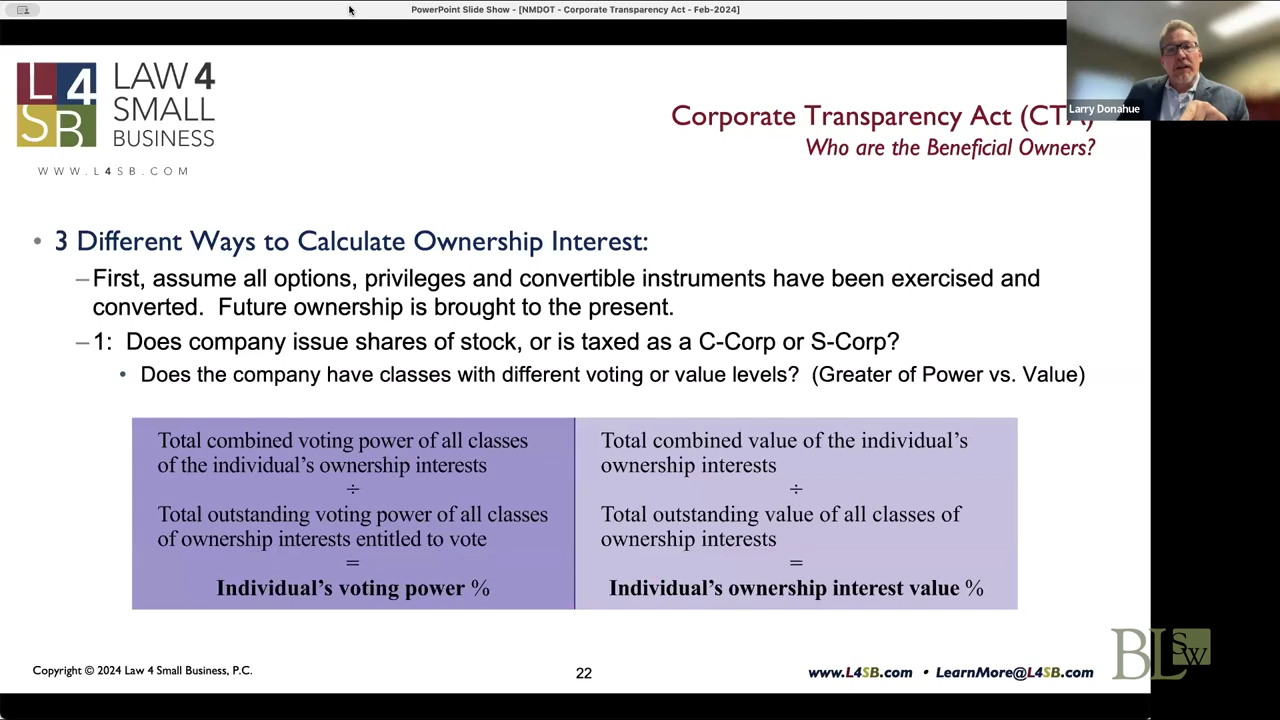 PowerPoint Slide Show - [NMDOT - Corporate Transparency Act - Feb-2024]
L4SB
LAW 4
SMALL
BUSINESS
WWW.L4SB.COM
Larry Donahue
Corporate Transparency Act (CTA)
Who are the Beneficial Owners?
• 3 Different Ways to Calculate Ownership Interest:
–First, assume all options, privileges and convertible instruments have been exercised and
converted. Future ownership is brought to the present.
–1: Does company issue shares of stock, or is taxed as a C-Corp or S-Corp?
• Does the company have classes with different voting or value levels? (Greater of Power vs. Value)
Total combined voting power of all classes
of the individual’s ownership interests
÷
Total outstanding voting power of all classes
of ownership interests entitled to vote
=
Individual’s voting power %
Total combined value of the individual’s
ownership interests
÷
Total outstanding value of all classes of
ownership interests
=
Individual’s ownership interest value %
Copyright © 2024 Law 4 Small Business, P.C.
22
www.L4SB.com • LearnMore@L4SB.com
BLSW